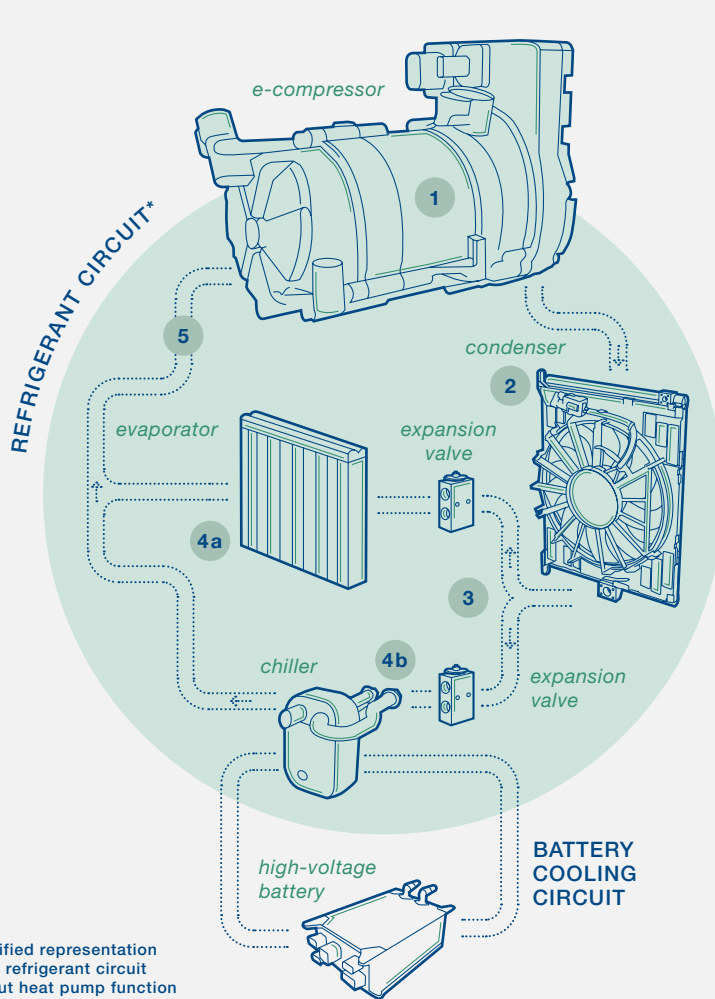 e-compressor
1
REFRIGERANT CIRCUIT*
5
condenser
2
evaporator
expansion
valve
4a
3
chiller
4b
expansion
valve
BATTERY
COOLING
CIRCUIT
high-voltage
battery
representation
refrigerant circuit
heat pump function